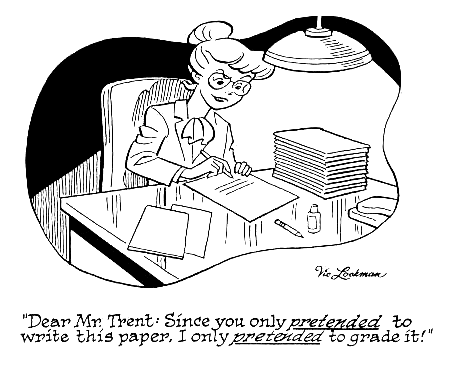 Vic Lockman
"Dear Mr. Trent: Since you only pretended to
write this paper, I only pretended to grade it!"